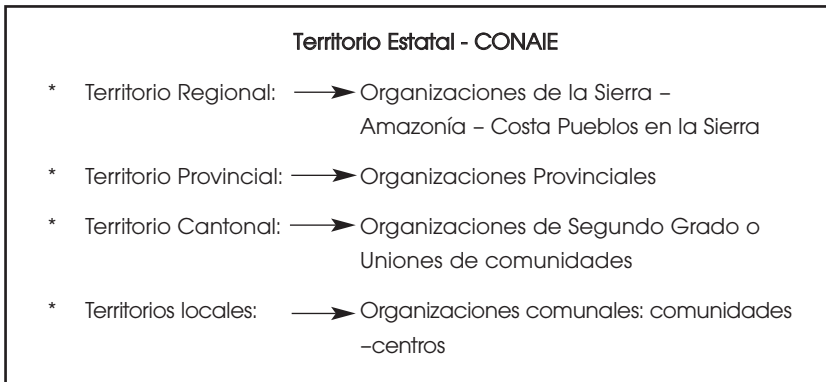 Territorio Estatal - CONAIE
* Territorio Regional: Organizaciones de la Sierra –
Amazonía – Costa Pueblos en la Sierra
* Territorio Provincial: Organizaciones Provinciales
* Territorio Cantonal: Organizaciones de Segundo Grado o
Uniones de comunidades
* Territorios locales: Organizaciones comunales: comunidades
–centros